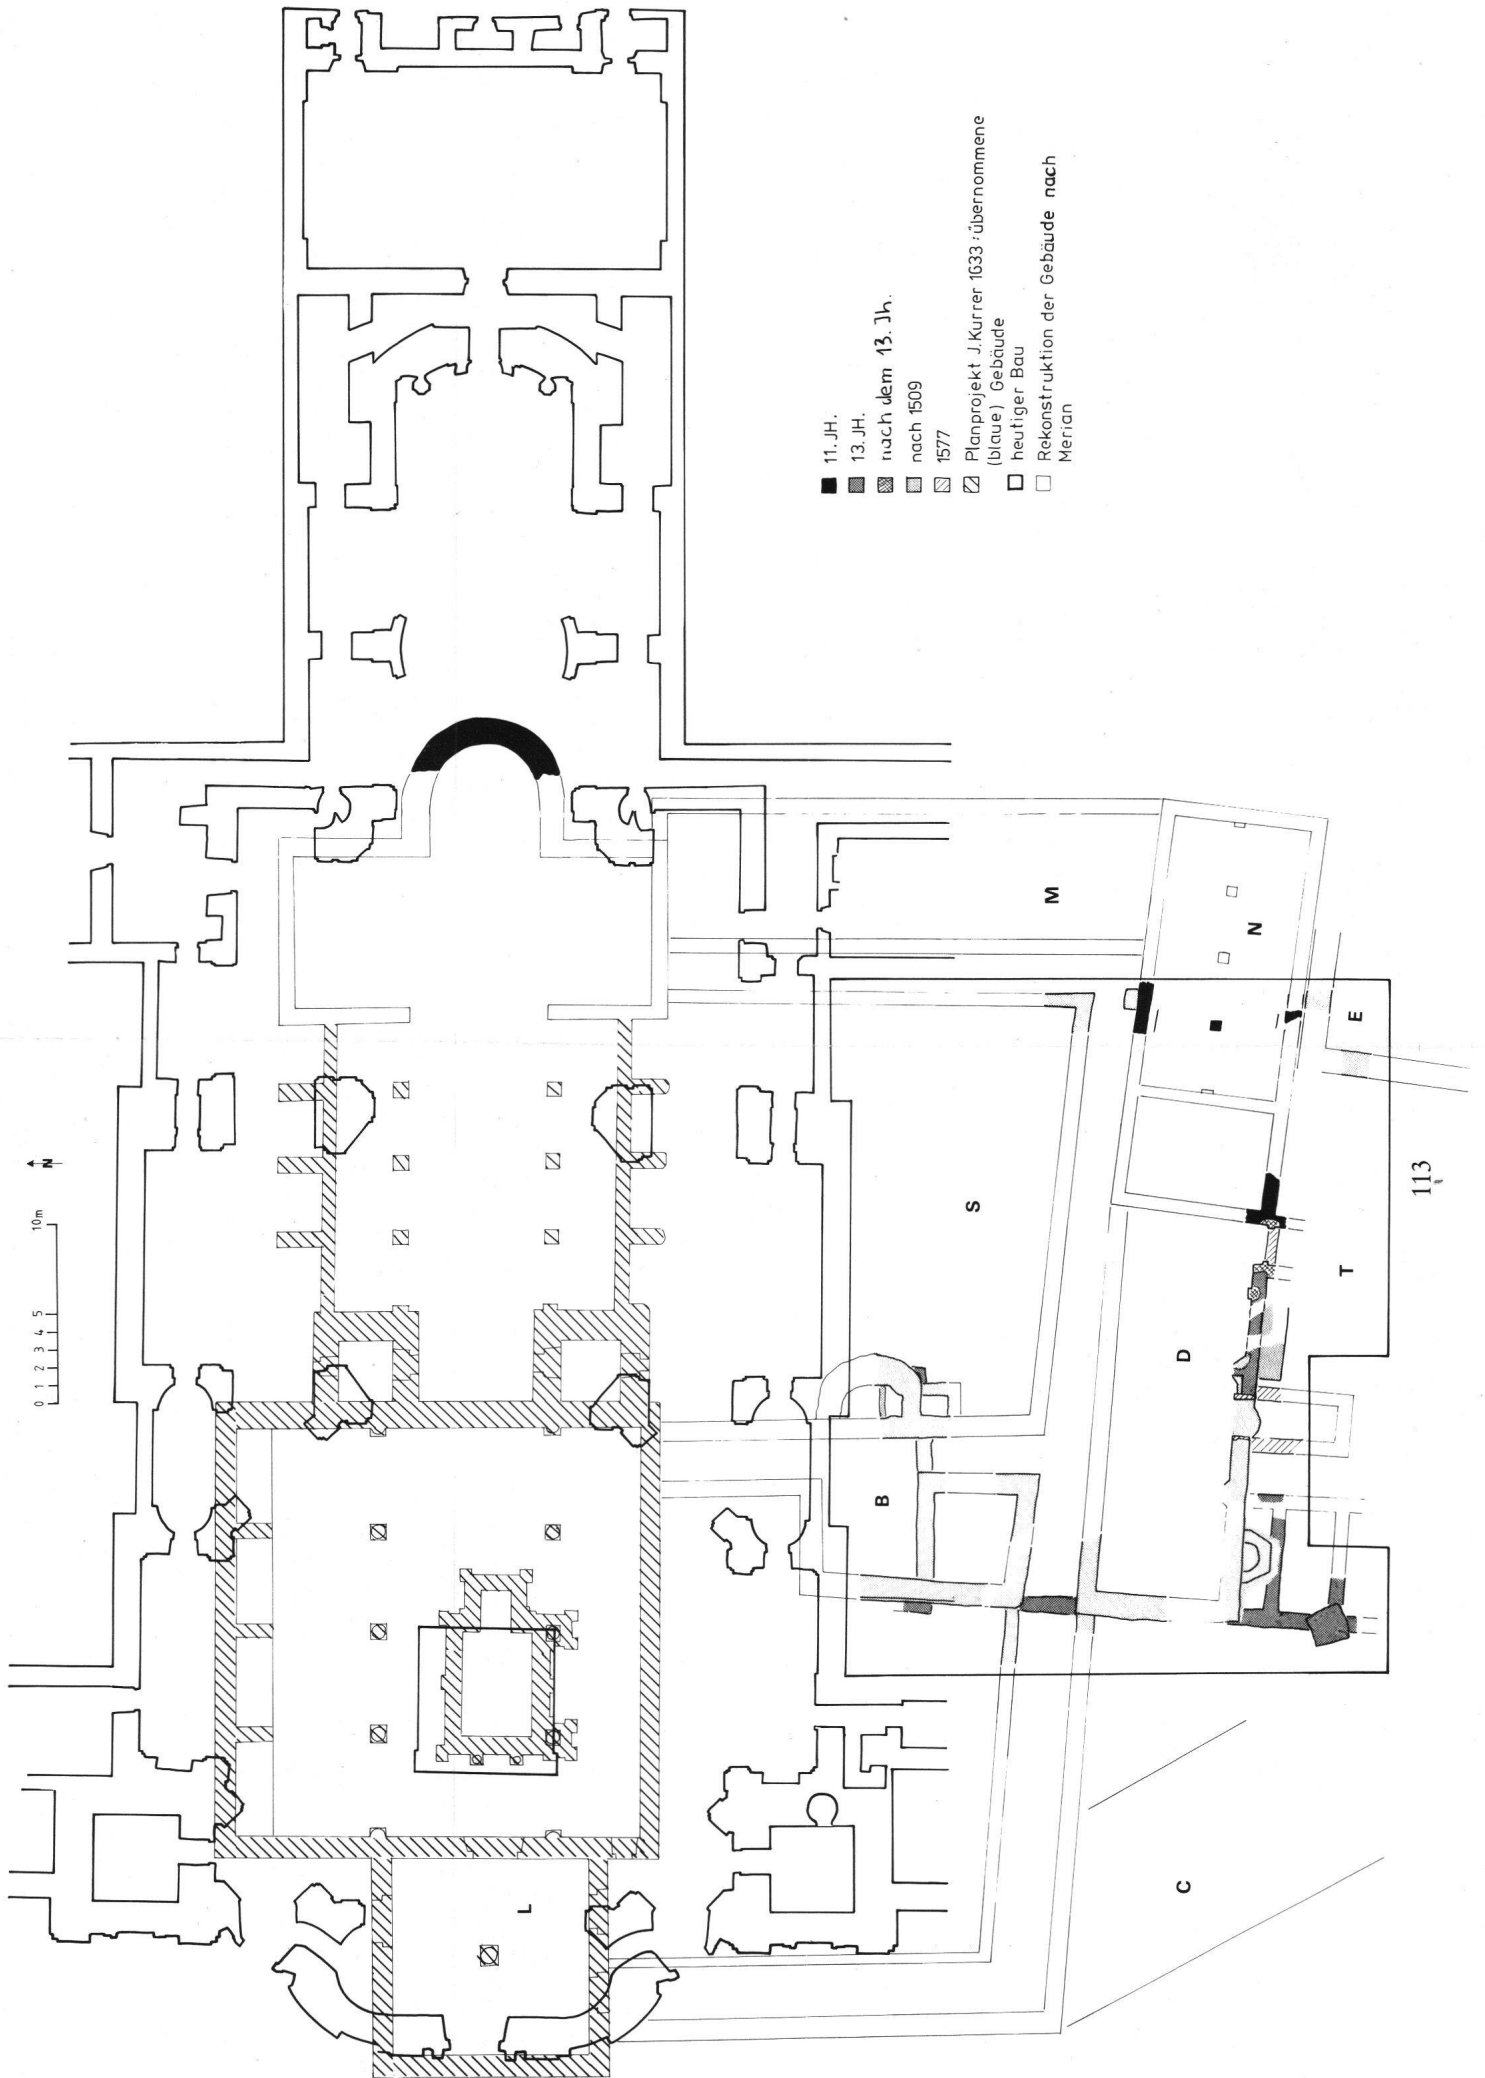 N
0 1 2 3 4 5 10m
11. JH.
13. JH.
nach dem 13. Jh.
nach 1509
1577
Planprojekt J. Kurrer 1633 : übernommene
(blaue) Gebäude
heutiger Bau
Rekonstruktion der Gebäude nach
Merian
M
N
E
S
T
D
B
L
C
113